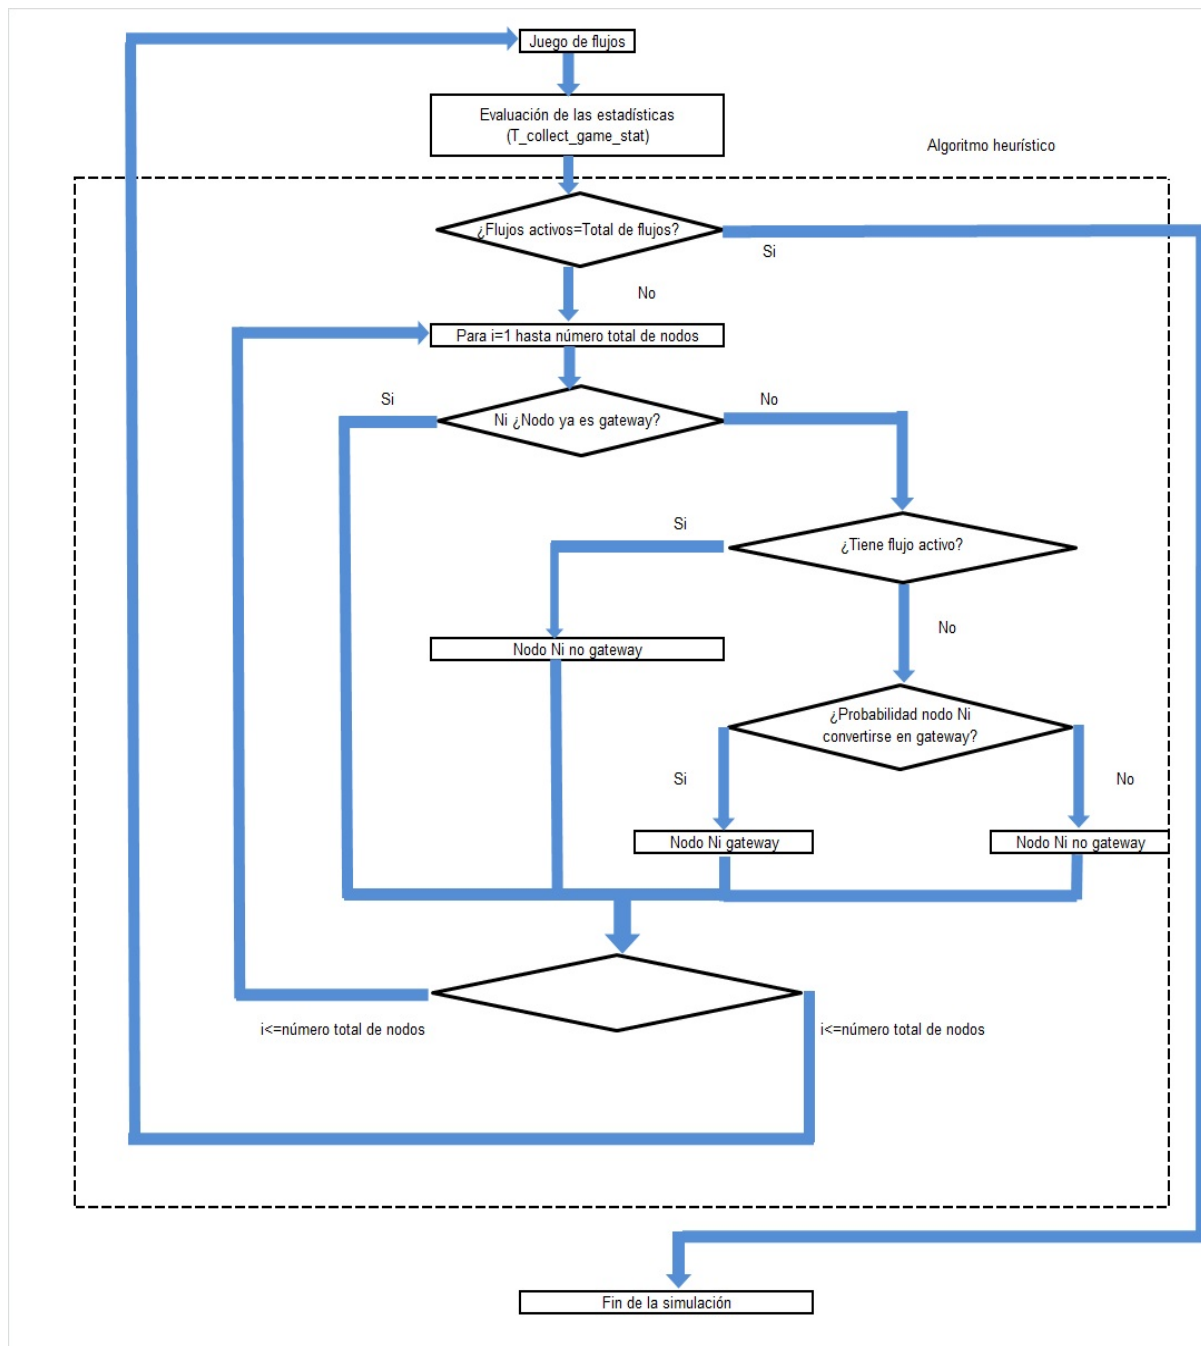 Juego de flujos
Evaluación de las estadísticas
(T_collect_game_stat)
Algoritmo heurístico
¿Flujos activos=Total de flujos?
Si
No
Para i=1 hasta número total de nodos
Si
No
Ni ¿Nodo ya es gateway?
Si
¿Tiene flujo activo?
No
Nodo Ni no gateway
¿Probabilidad nodo Ni
convertirse en gateway?
Si
No
Nodo Ni gateway
Nodo Ni no gateway
i<=número total de nodos
i<=número total de nodos
Fin de la simulación